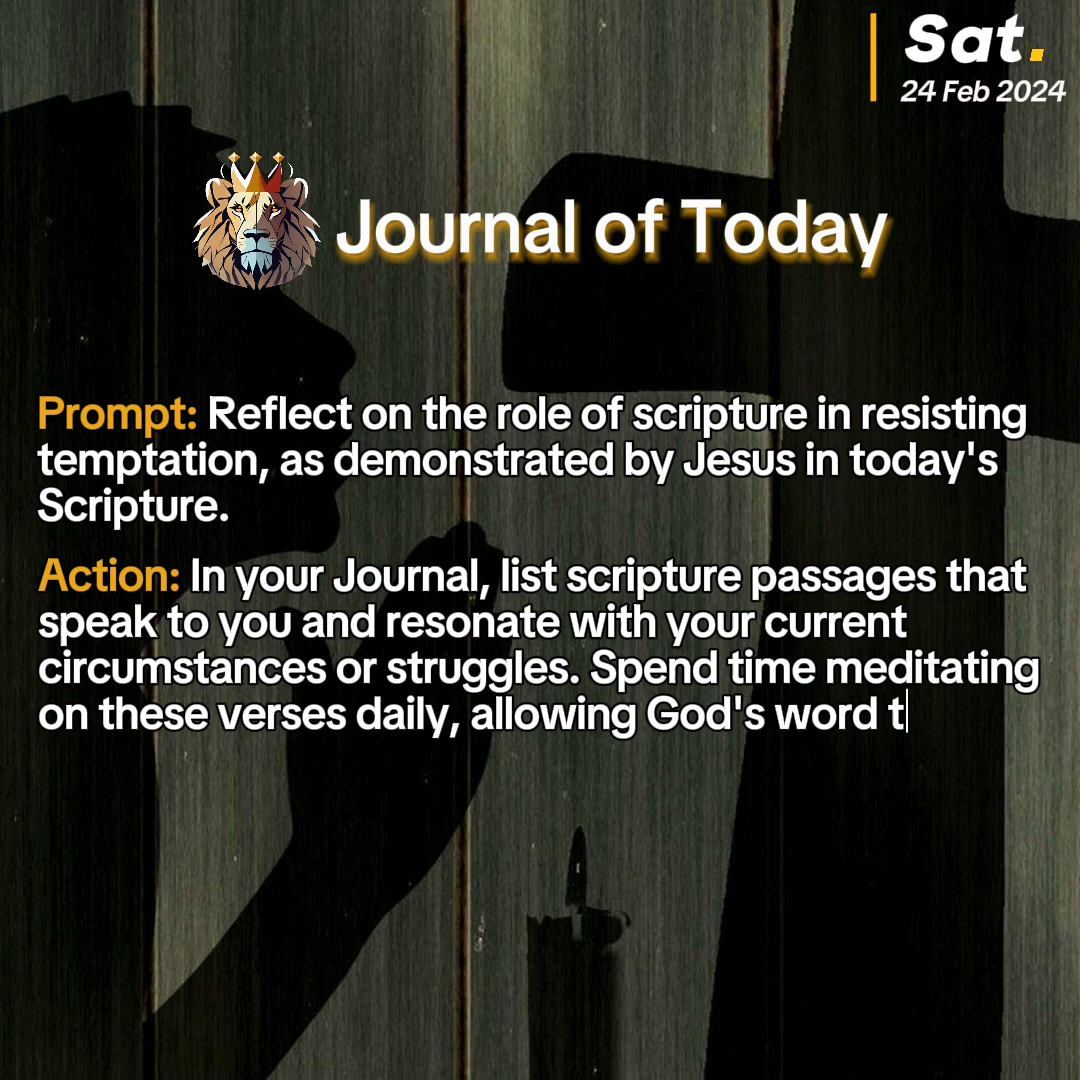 Sat.
24 Feb 2024
Journal of Today
Prompt: Reflect on the role of scripture in resisting
temptation, as demonstrated by Jesus in today's
Scripture.
Action: In your Journal, list scripture passages that
speak to you and resonate with your current
circumstances or struggles. Spend time meditating
on these verses daily, allowing God's word t